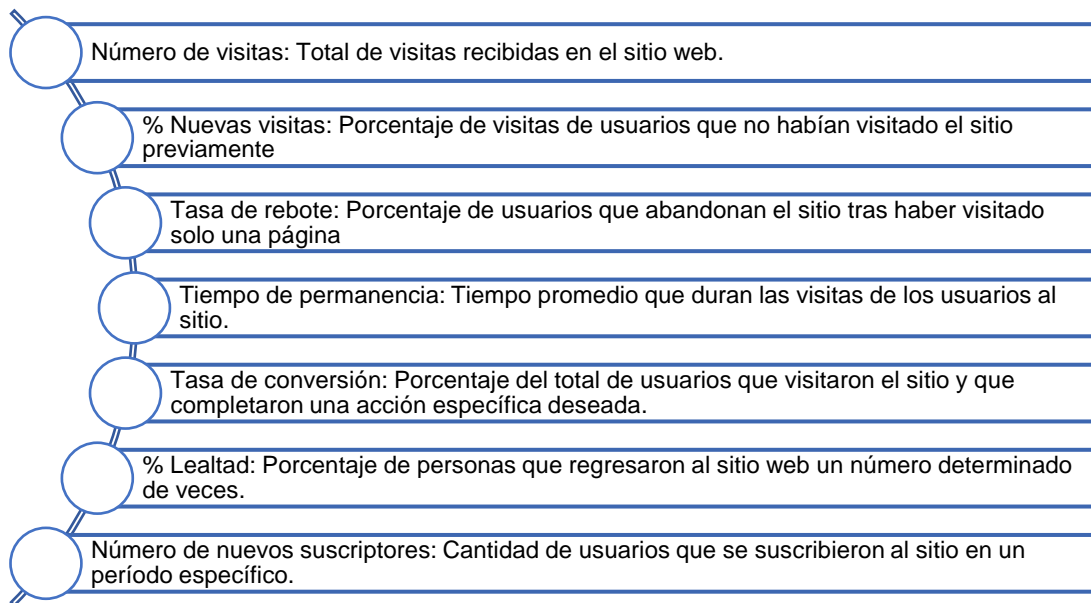 Número de visitas: Total de visitas recibidas en el sitio web.
% Nuevas visitas: Porcentaje de visitas de usuarios que no habían visitado el sitio
previamente
Tasa de rebote: Porcentaje de usuarios que abandonan el sitio tras haber visitado
solo una página
Tiempo de permanencia: Tiempo promedio que duran las visitas de los usuarios al
sitio.
Tasa de conversión: Porcentaje del total de usuarios que visitaron el sitio y que
completaron una acción específica deseada.
% Lealtad: Porcentaje de personas que regresaron al sitio web un número determinado
de veces.
Número de nuevos suscriptores: Cantidad de usuarios que se suscribieron al sitio en un
período específico.